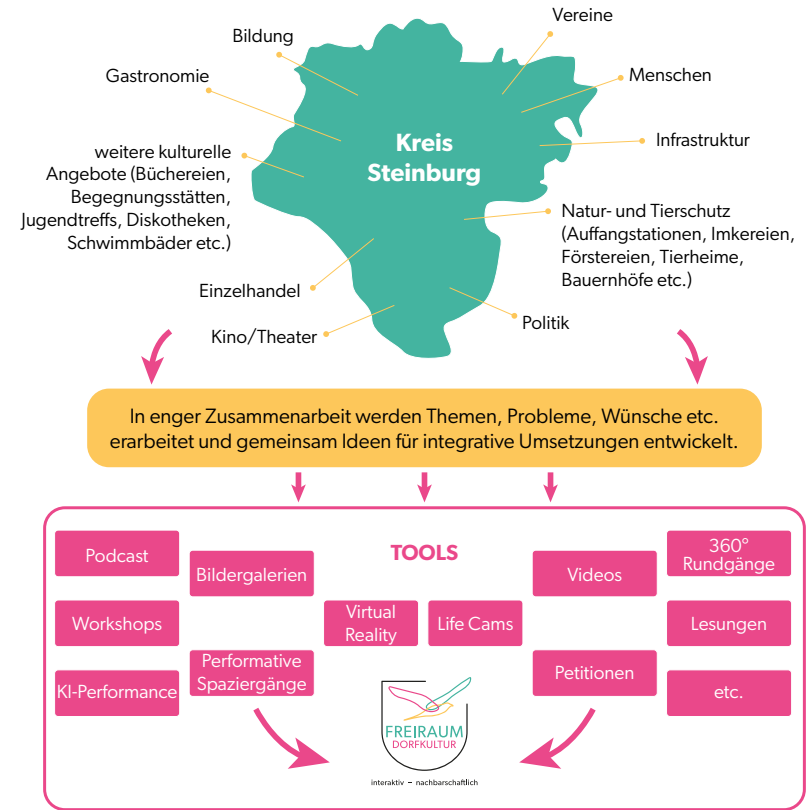 Bildung
Vereine
Gastronomie
Menschen
Kreis
Steinburg
Infrastruktur
weitere kulturelle
Angebote (Büchereien,
Begegnungsstätten,
Jugendtreffs, Diskotheken,
Schwimmbäder etc.)
Natur- und Tierschutz
(Auffangstationen, Imkereien,
Förstereien, Tierheime,
Bauernhöfe etc.)
Einzelhandel
Kino/Theater
Politik
In enger Zusammenarbeit werden Themen, Probleme, Wünsche etc.
erarbeitet und gemeinsam Ideen für integrative Umsetzungen entwickelt.
TOOLS
Podcast
Bildergalerien
Videos
360°
Rundgänge
Workshops
Virtual
Reality
Life Cams
Lesungen
KI-Performance
Performative
Spaziergänge
Petitionen
etc.
FREIRAUM
DORFKULTUR
interaktiv – nachbarschaftlich